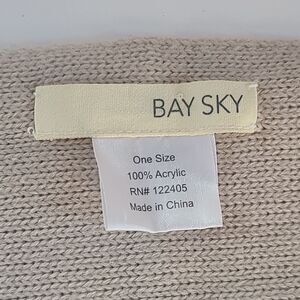 BAY SKY
One Size
100% Acrylic
RN# 122405
Made in China